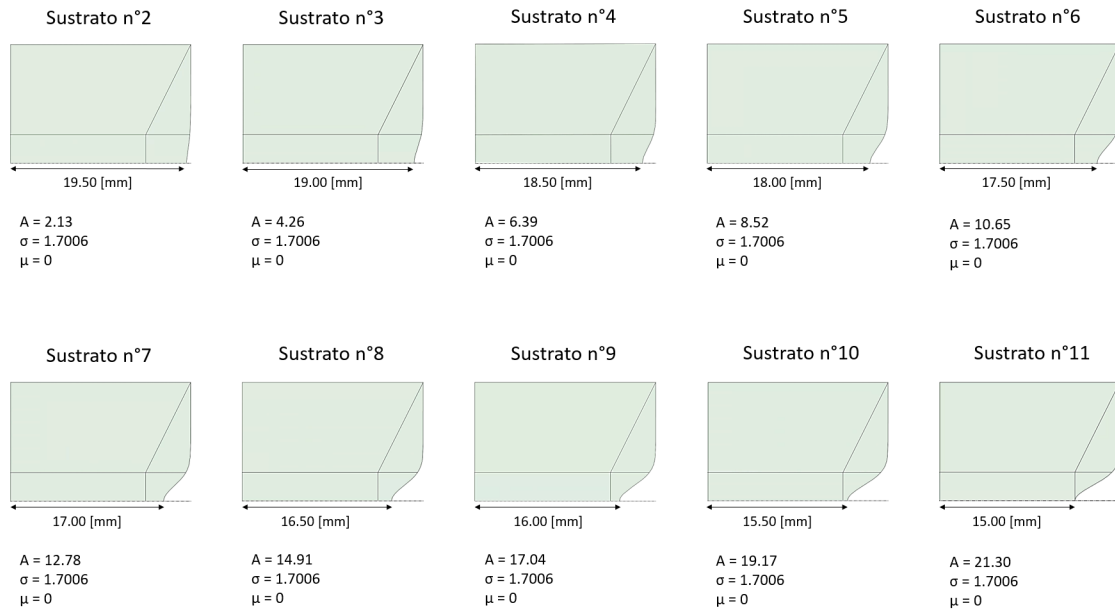 Sustrato n°2
Sustrato n°3
Sustrato n°4
Sustrato n°5
Sustrato n°6
19.50 [mm]
19.00 [mm]
18.50 [mm]
18.00 [mm]
17.50 [mm]
A = 2.13
σ = 1.7006
μ = 0
A = 4.26
σ = 1.7006
μ = 0
A = 6.39
σ = 1.7006
μ = 0
A = 8.52
σ = 1.7006
μ = 0
A = 10.65
σ = 1.7006
μ = 0
Sustrato n°7
Sustrato n°8
Sustrato n°9
Sustrato n°10
Sustrato n°11
17.00 [mm]
16.50 [mm]
16.00 [mm]
15.50 [mm]
15.00 [mm]
A = 12.78
σ = 1.7006
μ = 0
A = 14.91
σ = 1.7006
μ = 0
A = 17.04
σ = 1.7006
μ = 0
A = 19.17
σ = 1.7006
μ = 0
A = 21.30
σ = 1.7006
μ = 0